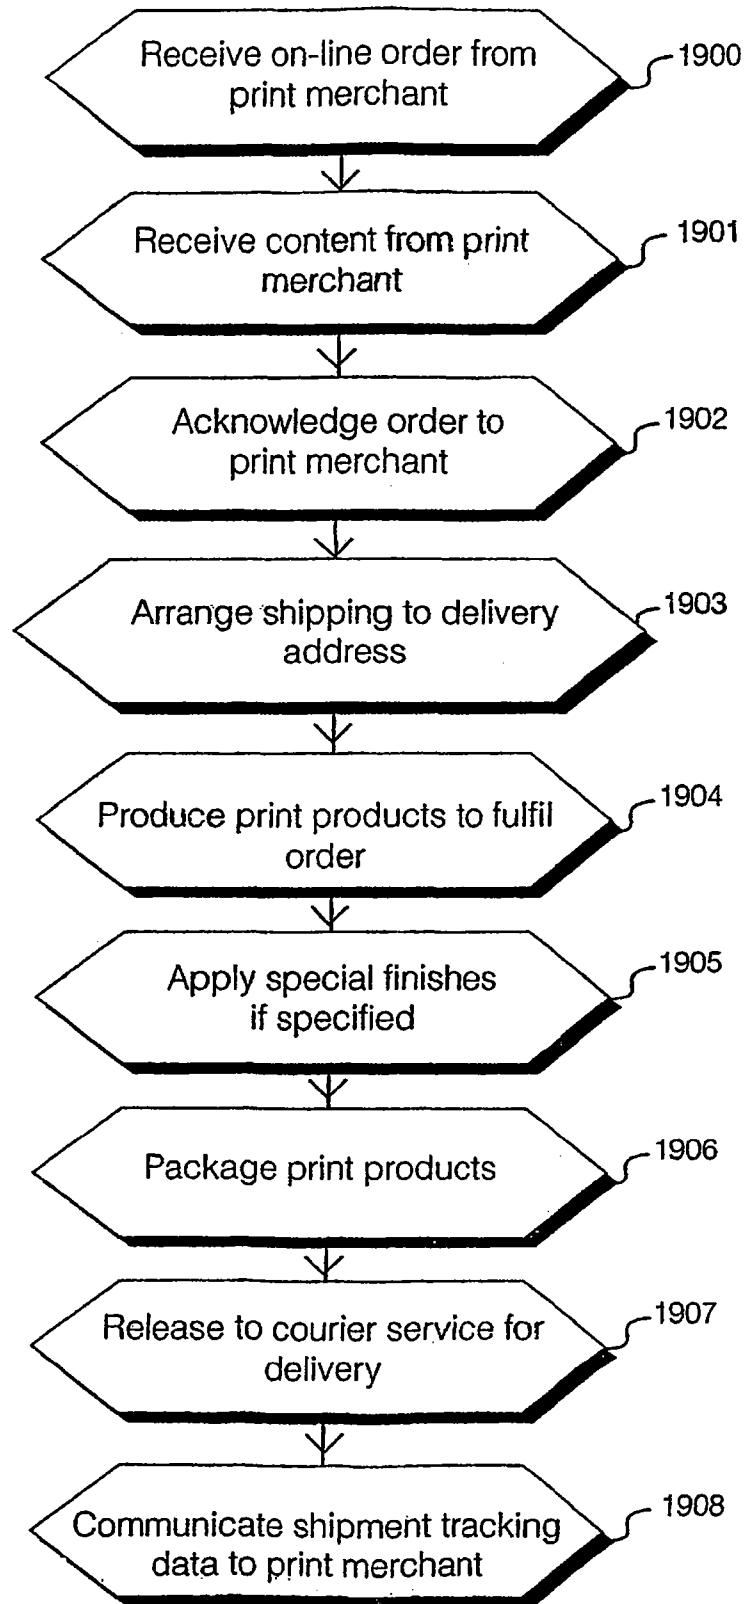 Receive on-line order from
print merchant
1900
Receive content from print
merchant
1901
Acknowledge order to
print merchant
1902
Arrange shipping to delivery
address
1903
Produce print products to fulfil
order
1904
Apply special finishes
if specified
1905
Package print products
1906
Release to courier service for
delivery
1907
Communicate shipment tracking
data to print merchant
1908